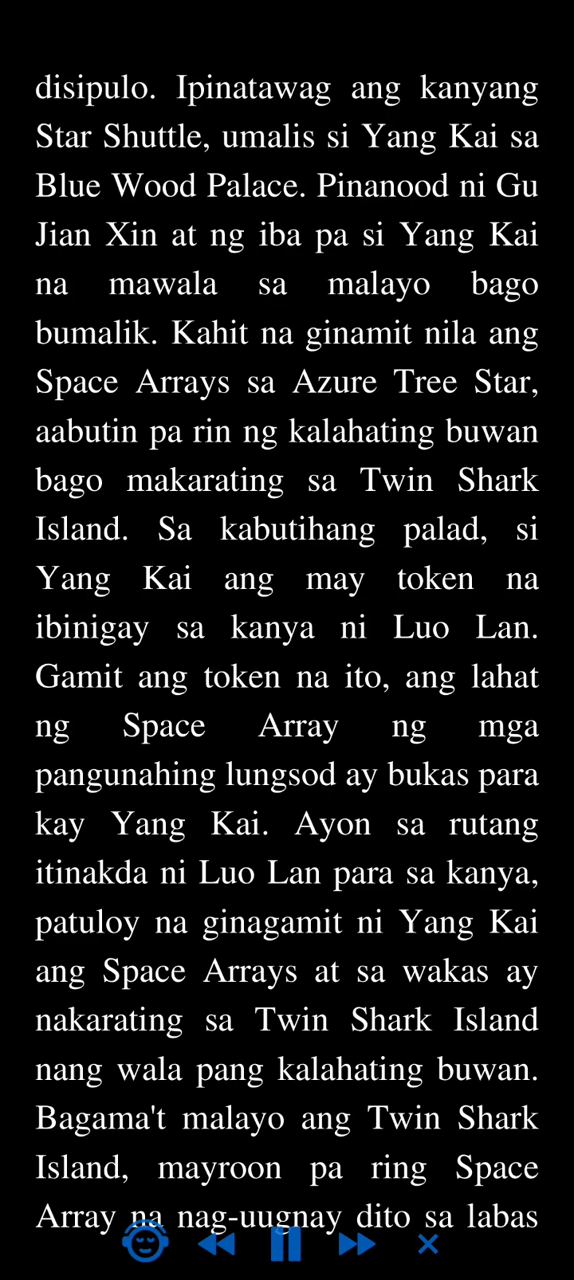 disipulo. Ipinatawag ang kanyang
Star Shuttle, umalis si Yang Kai sa
Blue Wood Palace. Pinanood ni Gu
Jian Xin at ng iba pa si Yang Kai
na mawala sa malayo bago
bumalik. Kahit na ginamit nila ang
Space Arrays sa Azure Tree Star,
aabutin pa rin ng kalahating buwan
bago makarating sa Twin Shark
Island. Sa kabutihang palad, si
Yang Kai ang may token na
ibinigay sa kanya ni Luo Lan.
Gamit ang token na ito, ang lahat
ng Space Array ng mga
pangunahing lungsod ay bukas para
kay Yang Kai. Ayon sa rutang
itinakda ni Luo Lan para sa kanya,
patuloy na ginagamit ni Yang Kai
ang Space Arrays at sa wakas ay
nakarating sa Twin Shark Island
nang wala pang kalahating buwan.
Bagama't malayo ang Twin Shark
Island, mayroon pa ring Space
Array na nag-uugnay dito sa labas